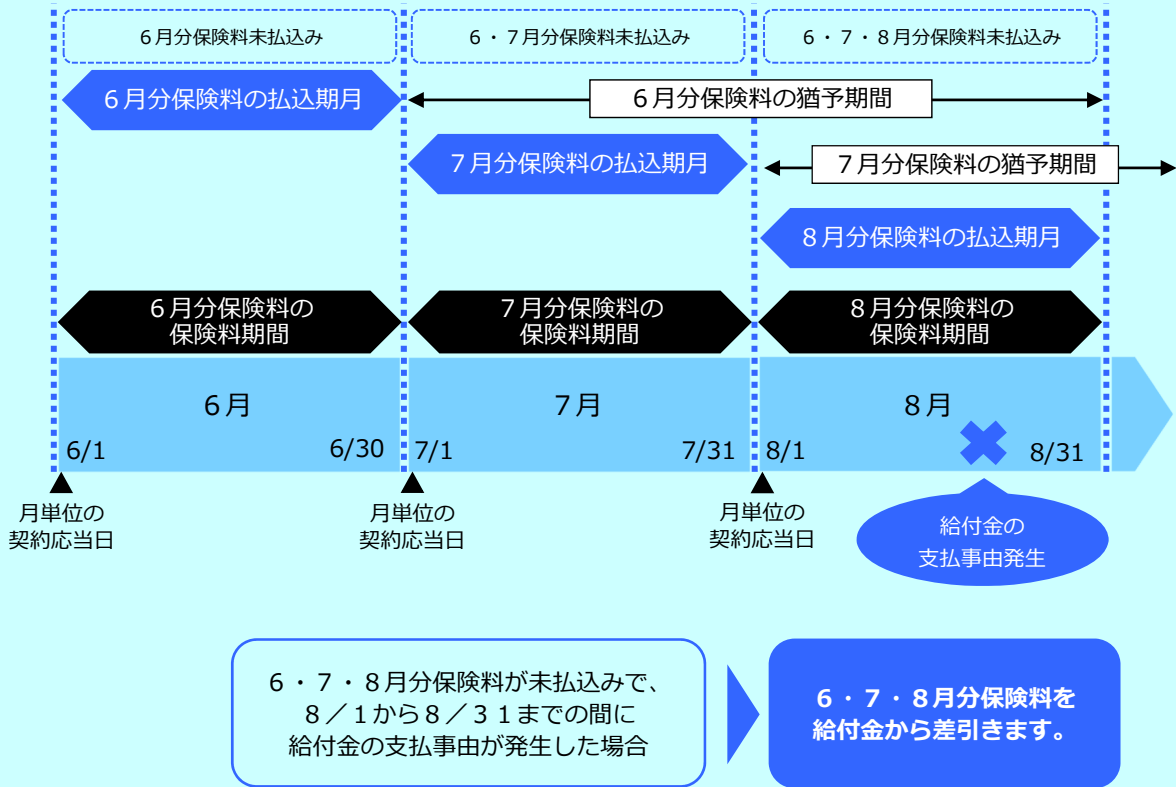 ６月分保険料未払込み
６・７月分保険料未払込み
６・７・８月分保険料未払込み
６月分保険料の払込期月
６月分保険料の猶予期間
７月分保険料の払込期月
７月分保険料の猶予期間
８月分保険料の払込期月
６月分保険料の
保険料期間
７月分保険料の
保険料期間
８月分保険料の
保険料期間
６月
７月
８月
6/1
6/30
7/1
7/31
8/1
8/31
月単位の
契約応当日
月単位の
契約応当日
月単位の
契約応当日
給付金の
支払事由発生
６・７・８月分保険料が未払込みで、
８／１から８／３１までの間に
給付金の支払事由が発生した場合
６・７・８月分保険料を
給付金から差引きます。